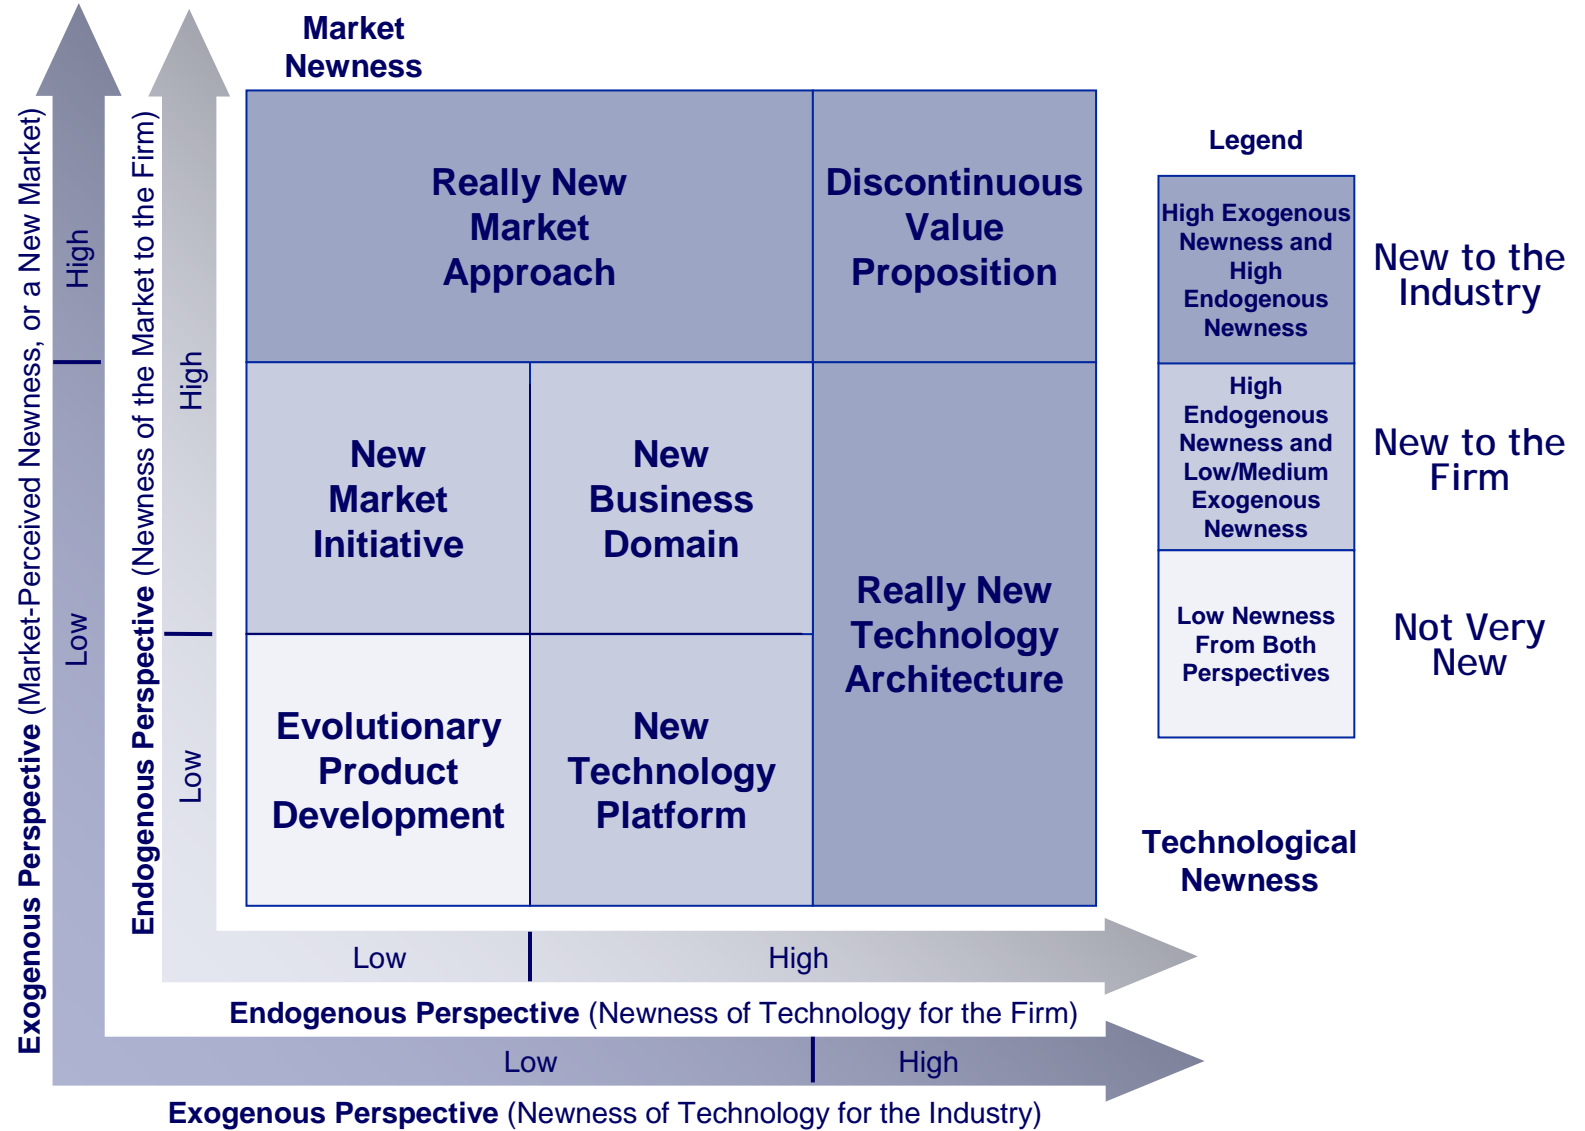 Market
Newness
Exogenous Perspective (Market-Perceived Newness, or a New Market)
High
Low
Endogenous Perspective (Newness of the Market to the Firm)
High
Low
Really New
Market
Approach
Discontinuous
Value
Proposition
New
Market
Initiative
New
Business
Domain
Really New
Technology
Architecture
Evolutionary
Product
Development
New
Technology
Platform
Legend
High Exogenous
Newness and
High
Endogenous
Newness
New to the
Industry
High
Endogenous
Newness and
Low/Medium
Exogenous
Newness
New to the
Firm
Low Newness
From Both
Perspectives
Not Very
New
Technological
Newness
Low
High
Endogenous Perspective (Newness of Technology for the Firm)
Low
High
Exogenous Perspective (Newness of Technology for the Industry)